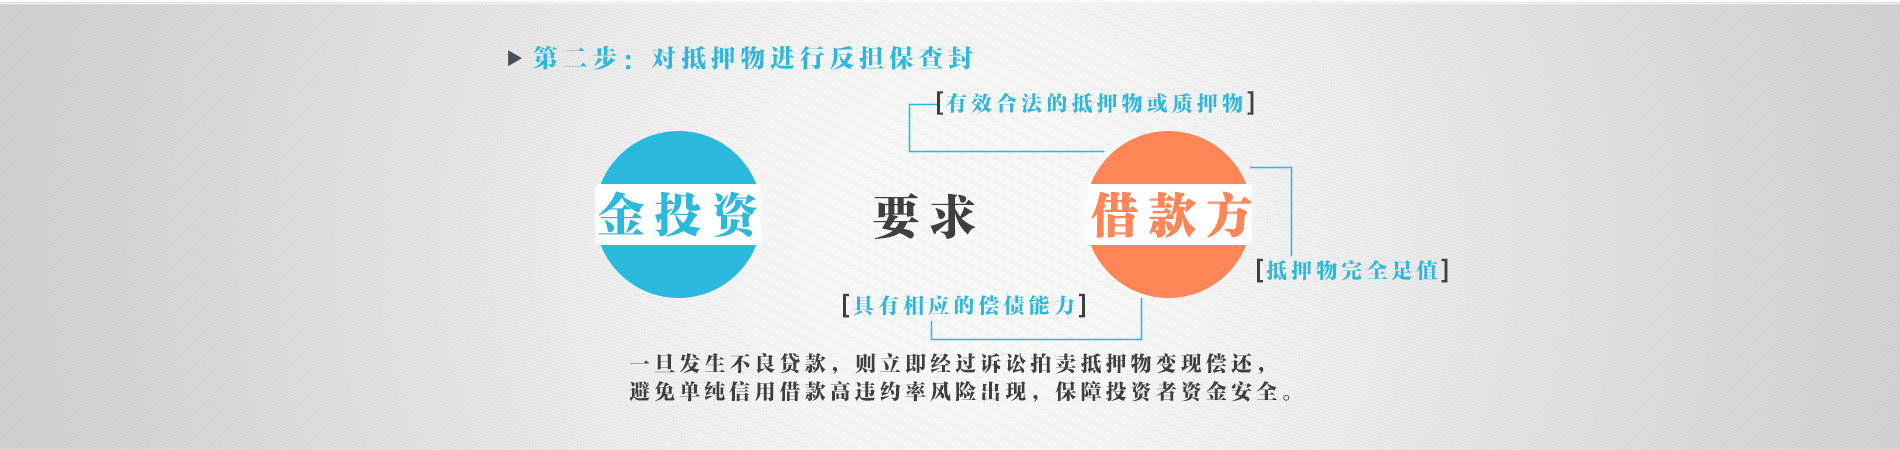 第二步：对抵押物进行反担保查封
[有效合法的抵押物或质押物]
金投资
要求
借款方
[抵押物完全足值]
[具有相应的偿债能力]
一旦发生不良贷款，则立即经过诉讼拍卖抵押物变现偿还，
避免单纯信用借款高违约率风险出现，保障投资者资金安全。